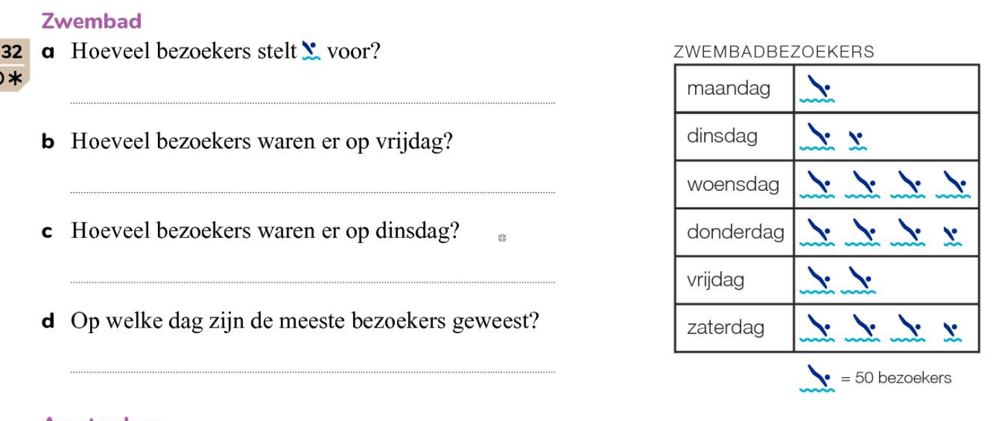 Zwembad
32
a Hoeveel bezoekers stelt voor?
b Hoeveel bezoekers waren er op vrijdag?
c Hoeveel bezoekers waren er op dinsdag?
d Op welke dag zijn de meeste bezoekers geweest?
ZWEMBADBEZOEKERS
maandag
dinsdag
woensdag
donderdag
vrijdag
zaterdag
= 50 bezoekers